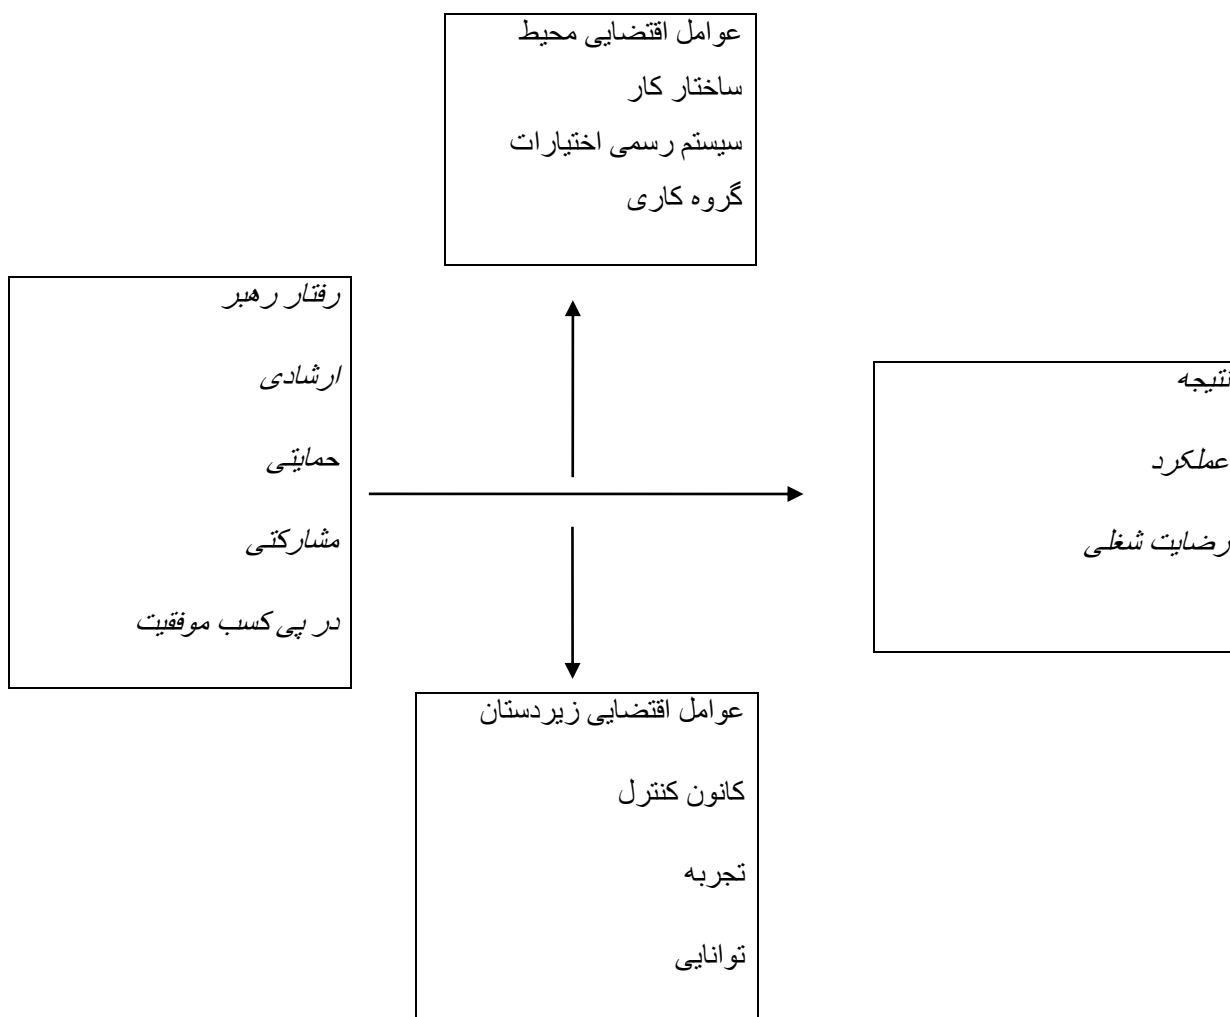 عوامل اقتضایی محیط
ساختار کار
سیستم رسمی اختیارات
گروه کاری
رفتار رهبر
ارشادی
حمایتی
مشارکتی
در پی کسب موفقیت
نتیجه
عملکرد
رضایت شغلی
عوامل اقتضایی زیردستان
کانون کنترل
تجربه
توانایی